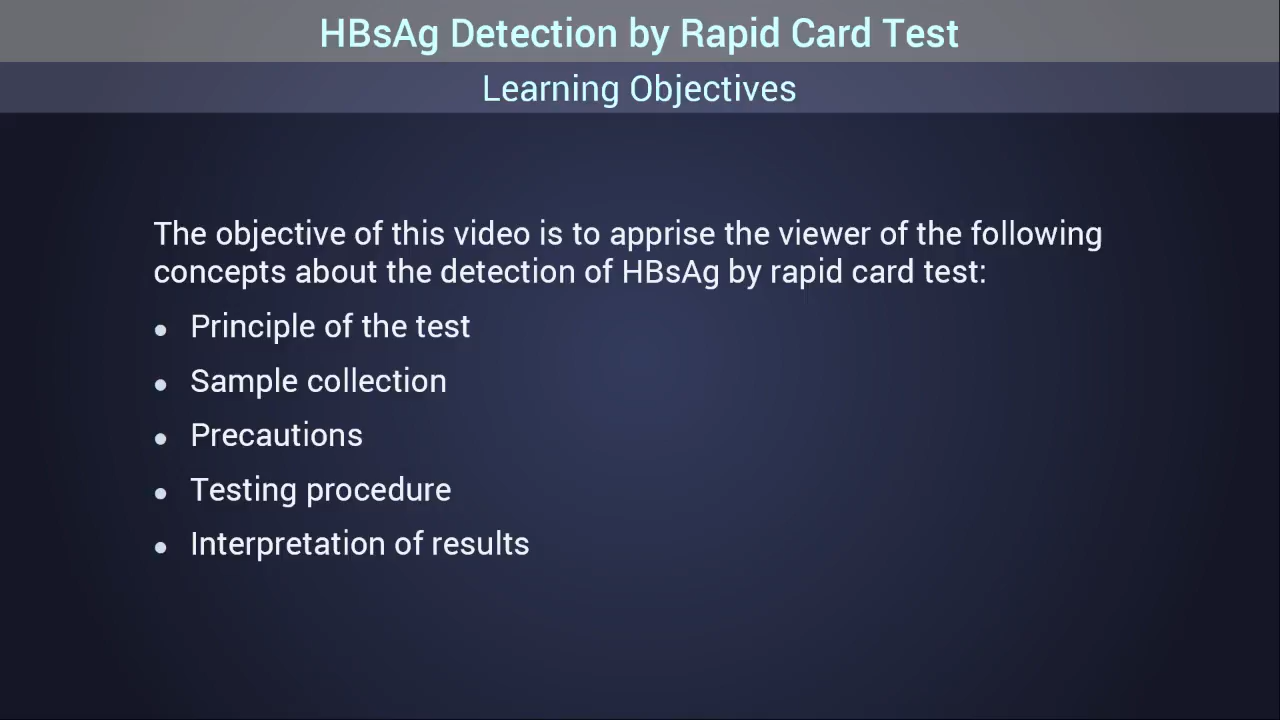 HBsAg Detection by Rapid Card Test
Learning Objectives
The objective of this video is to apprise the viewer of the following
concepts about the detection of HBsAg by rapid card test:
• Principle of the test
• Sample collection
• Precautions
• Testing procedure
• Interpretation of results